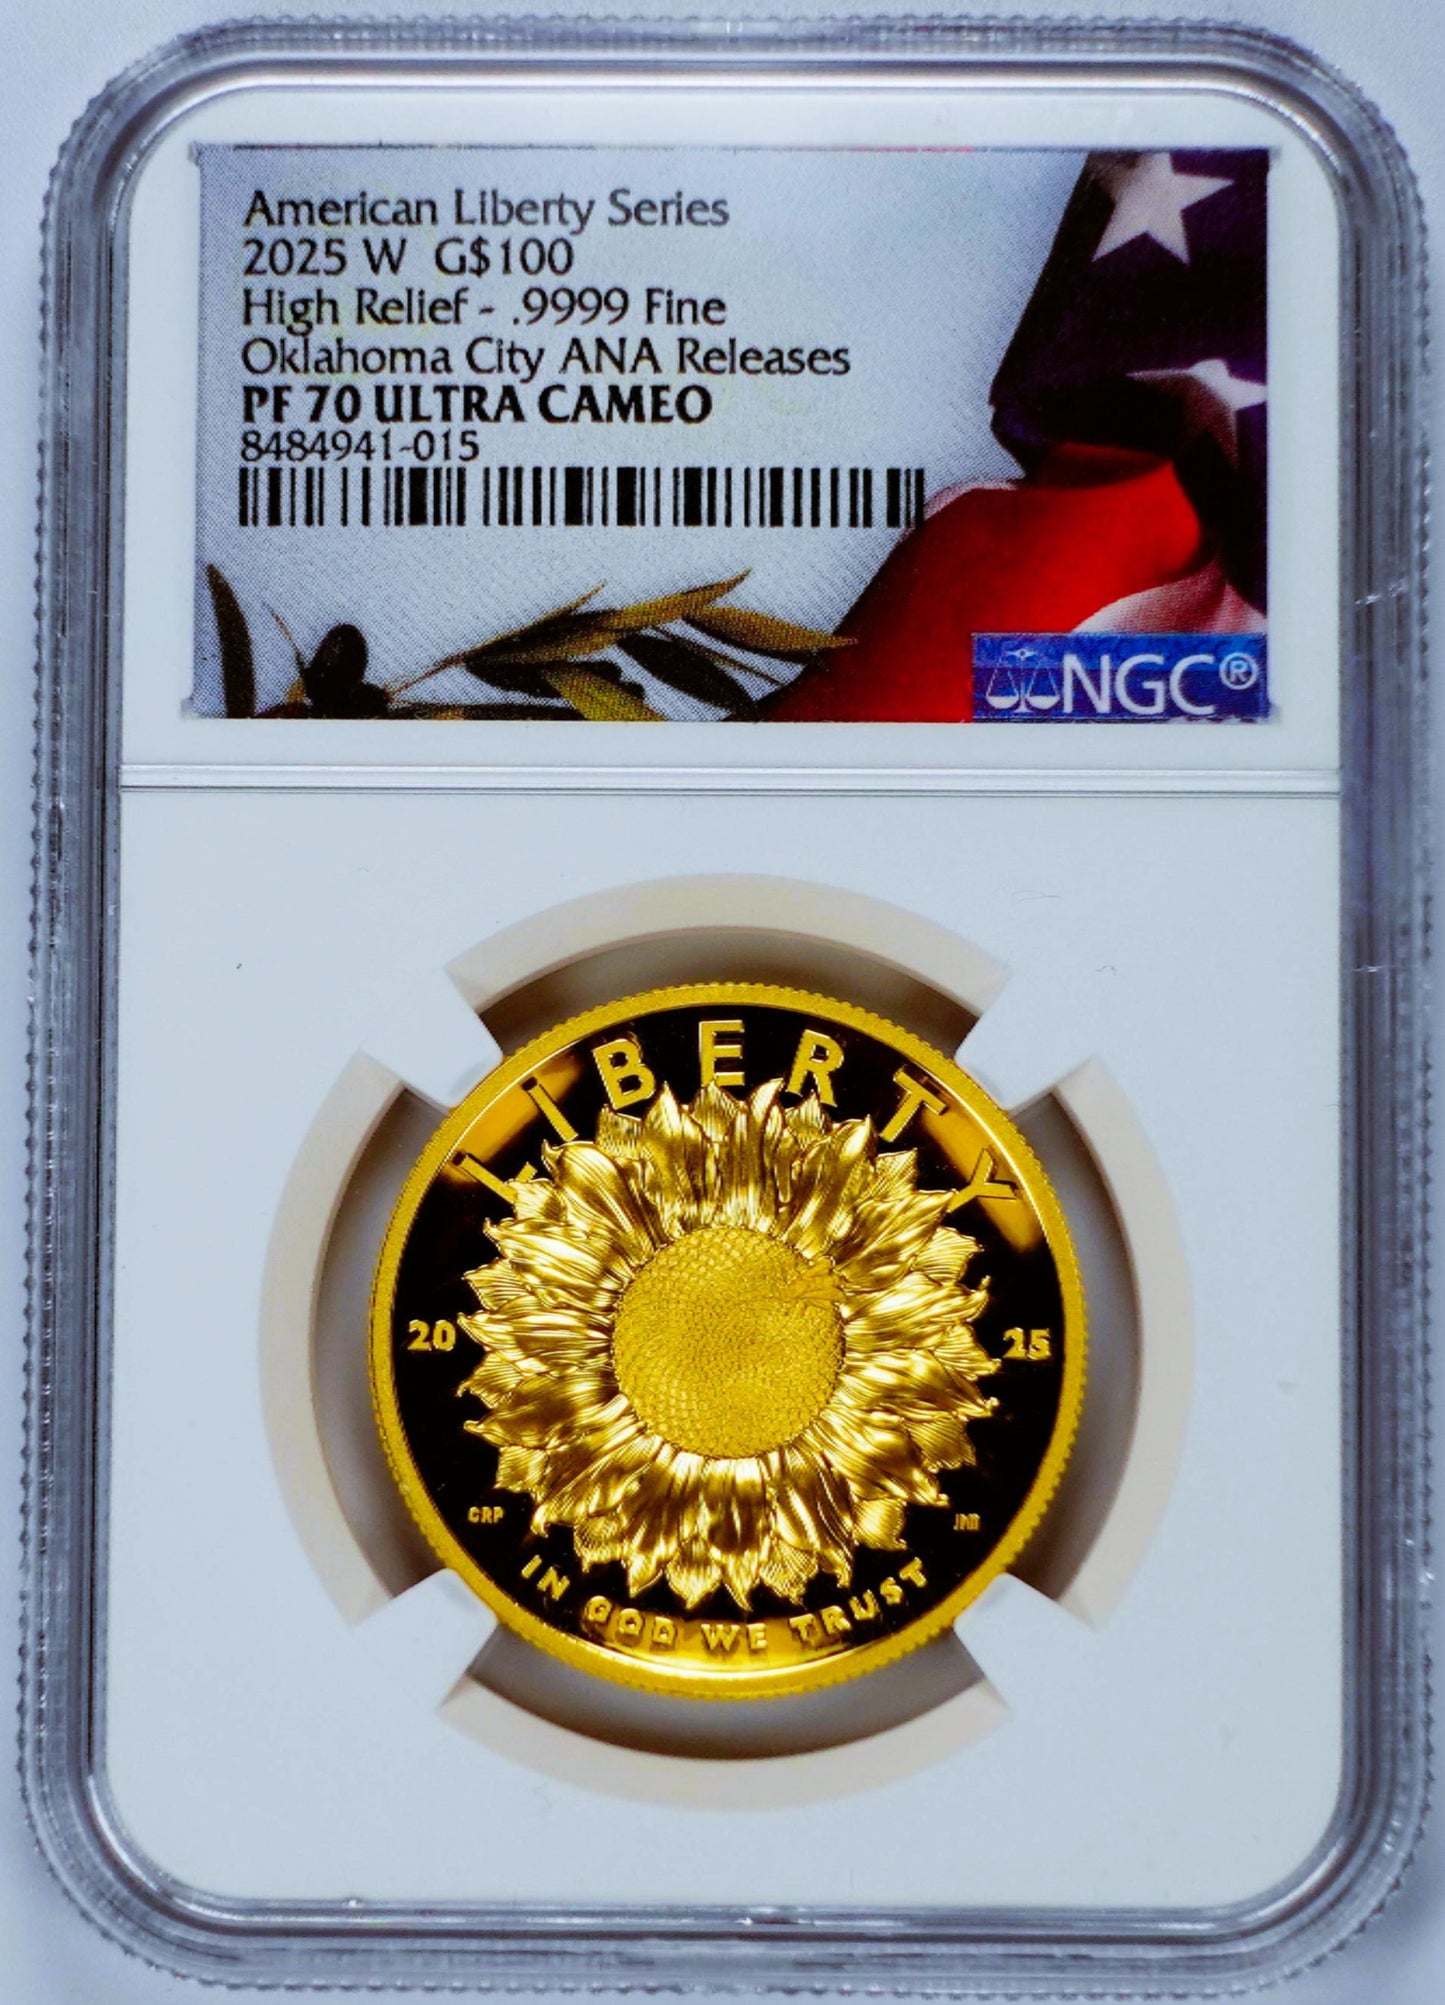 American Liberty Series
2025 W G$100
High Relief - .9999 Fine
Oklahoma City ANA Releases
PF 70 ULTRA CAMEO
8484941-015
NGC®
LIBERTY
20 25
GRP
IN GOD WE TRUST